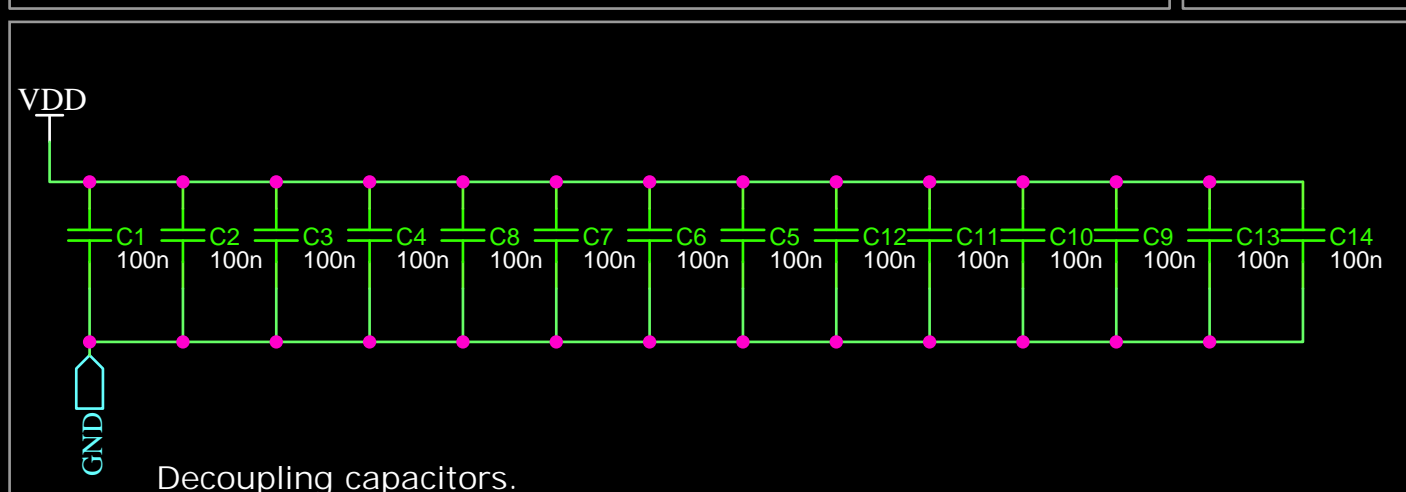 VDD
C1 C2 C3 C4 C8 C7 C6 C5 C12 C11 C10 C9 C13 C14
100n 100n 100n 100n 100n 100n 100n 100n 100n 100n 100n 100n 100n 100n
GND
Decoupling capacitors.